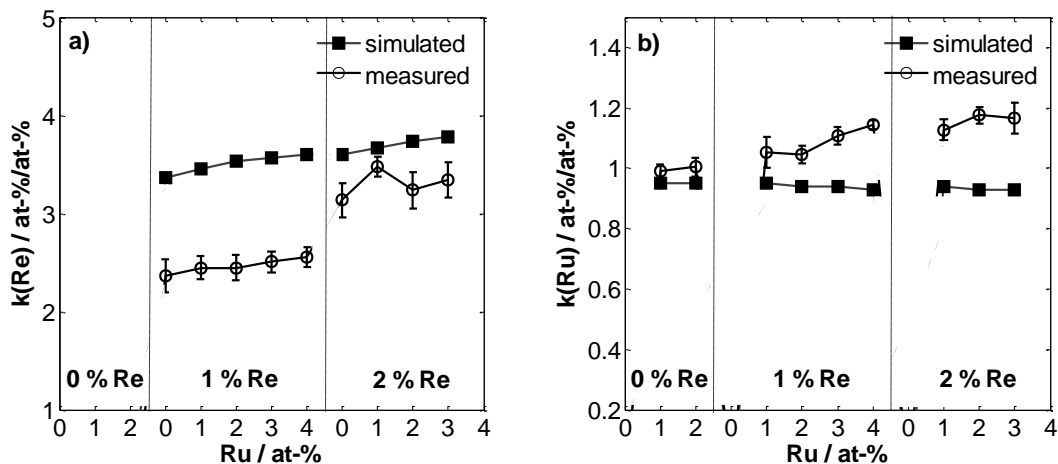 a)
simulated
measured
k(Re) / at-%/at-%
5
4
3
2
1
0 % Re
1 % Re
2 % Re
0 1 2 0 1 2 3 4 0 1 2 3 4
Ru / at-%
b)
simulated
measured
k(Ru) / at-%/at-%
1.4
1.2
1
0.8
0.6
0.4
0.2
0 % Re
1 % Re
2 % Re
0 1 2 0 1 2 3 4 0 1 2 3 4
Ru / at-%